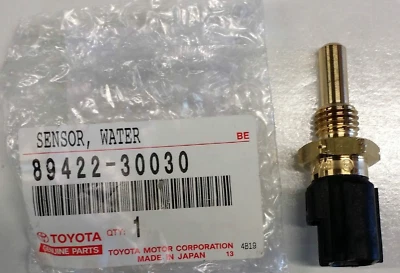 SENSOR, WATER
BE
89422-30030
TOYOTA
GENUINE PARTS
QTY. 1
TOYOTA MOTOR CORPORATION 4819
MADE IN JAPAN 13